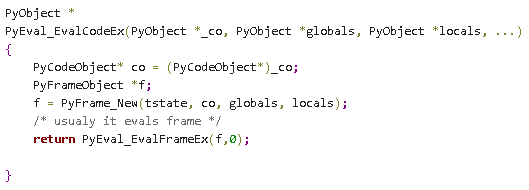 PyObject *
PyEval_EvalCodeEx(PyObject *_co, PyObject *globals, PyObject *locals, ...)
{
    PyCodeObject* co = (PyCodeObject*)_co;
    PyFrameObject *f;
    f = PyFrame_New(tstate, co, globals, locals);
    /* usualy it evals frame */
    return PyEval_EvalFrameEx(f,0);
}